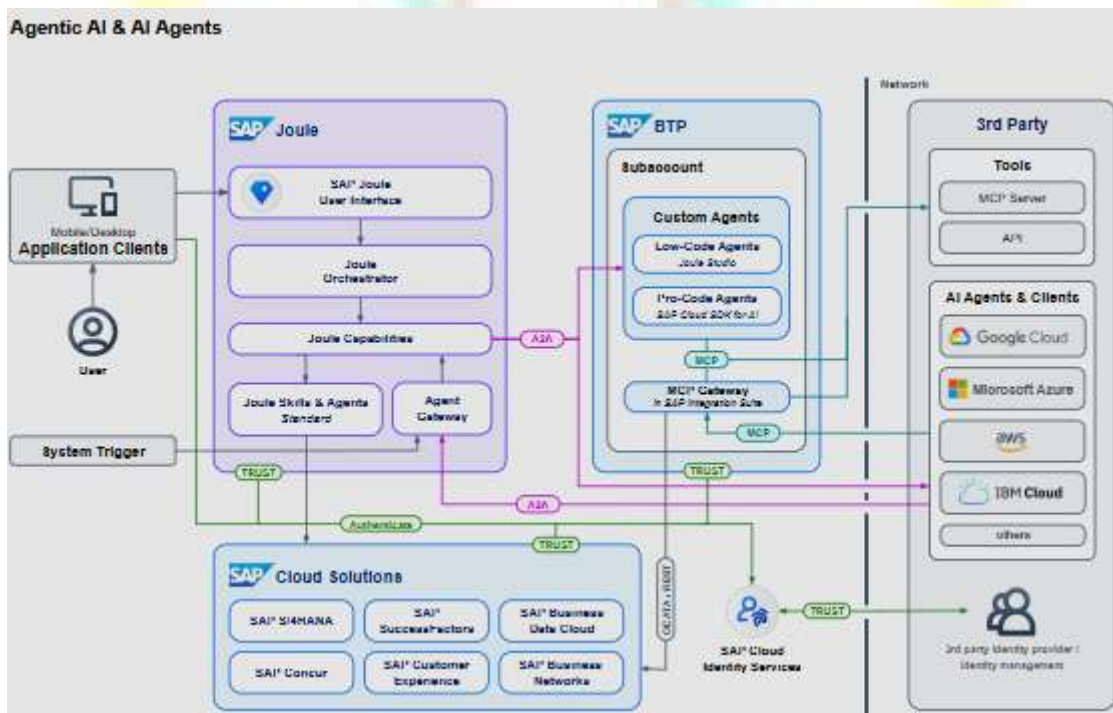 Agentic AI & AI Agents
Network
SAP Joule
SAP BTP
3rd Party
Subaccount
Tools
MCP Server
API
Mobile/Desktop
Application Clients
SAP Joule
User Interface
Custom Agents
Low-Code Agents
Joule Studio
Joule
Orchestrator
Pro-Code Agents
SAP Cloud SDK for AI
AI Agents & Clients
Google Cloud
Joule Capabilities
A2A
MCP
User
Microsoft Azure
Joule Skills & Agents
Standard
Agent
Gateway
MCP Gateway
in SAP Integration Suite
MCP
aws
System Trigger
TRUST
TRUST
A2A
IBM Cloud
Authenticate
TRUST
others
SAP Cloud Solutions
ODATA, REST
SAP S/4HANA
SAP
SuccessFactors
SAP Business
Data Cloud
TRUST
SAP Concur
SAP Customer
Experience
SAP Business
Networks
SAP Cloud
Identity Services
3rd party identity provider /
identity management